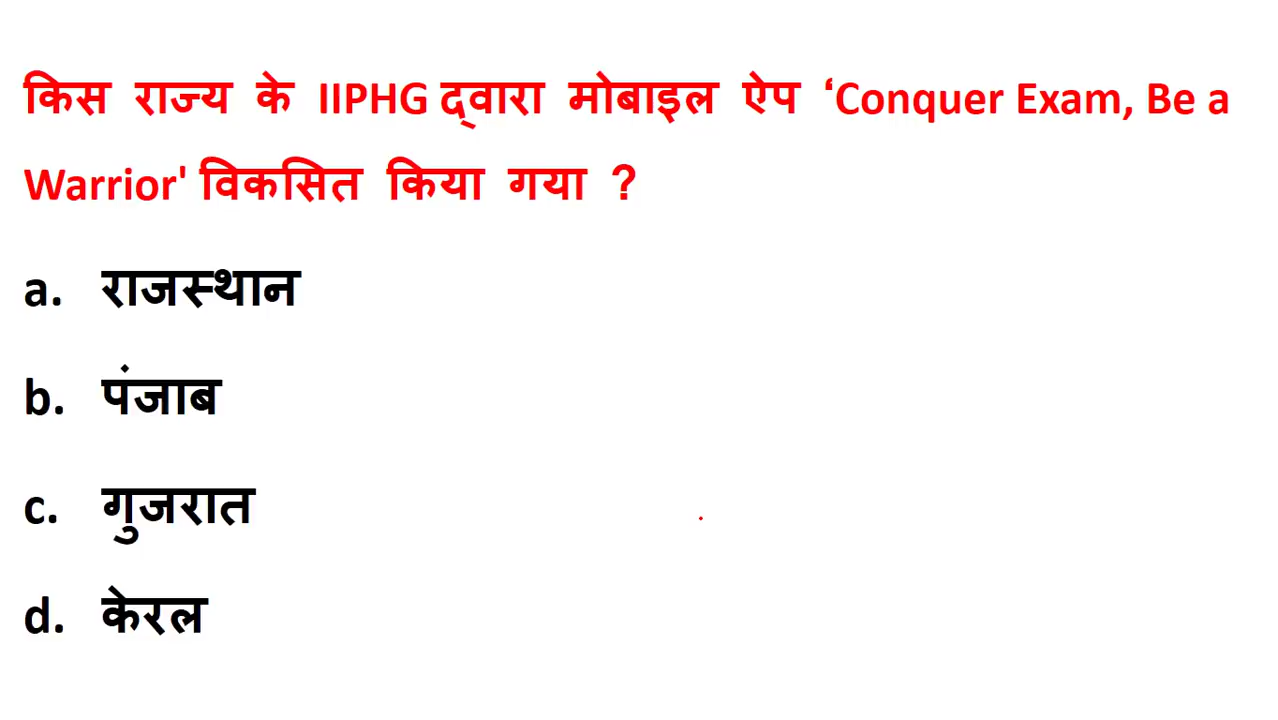 किस राज्य के IIPHG द्वारा मोबाइल ऐप ‘Conquer Exam, Be a
Warrior' विकसित किया गया ?
a. राजस्थान
b. पंजाब
c. गुजरात
d. केरल